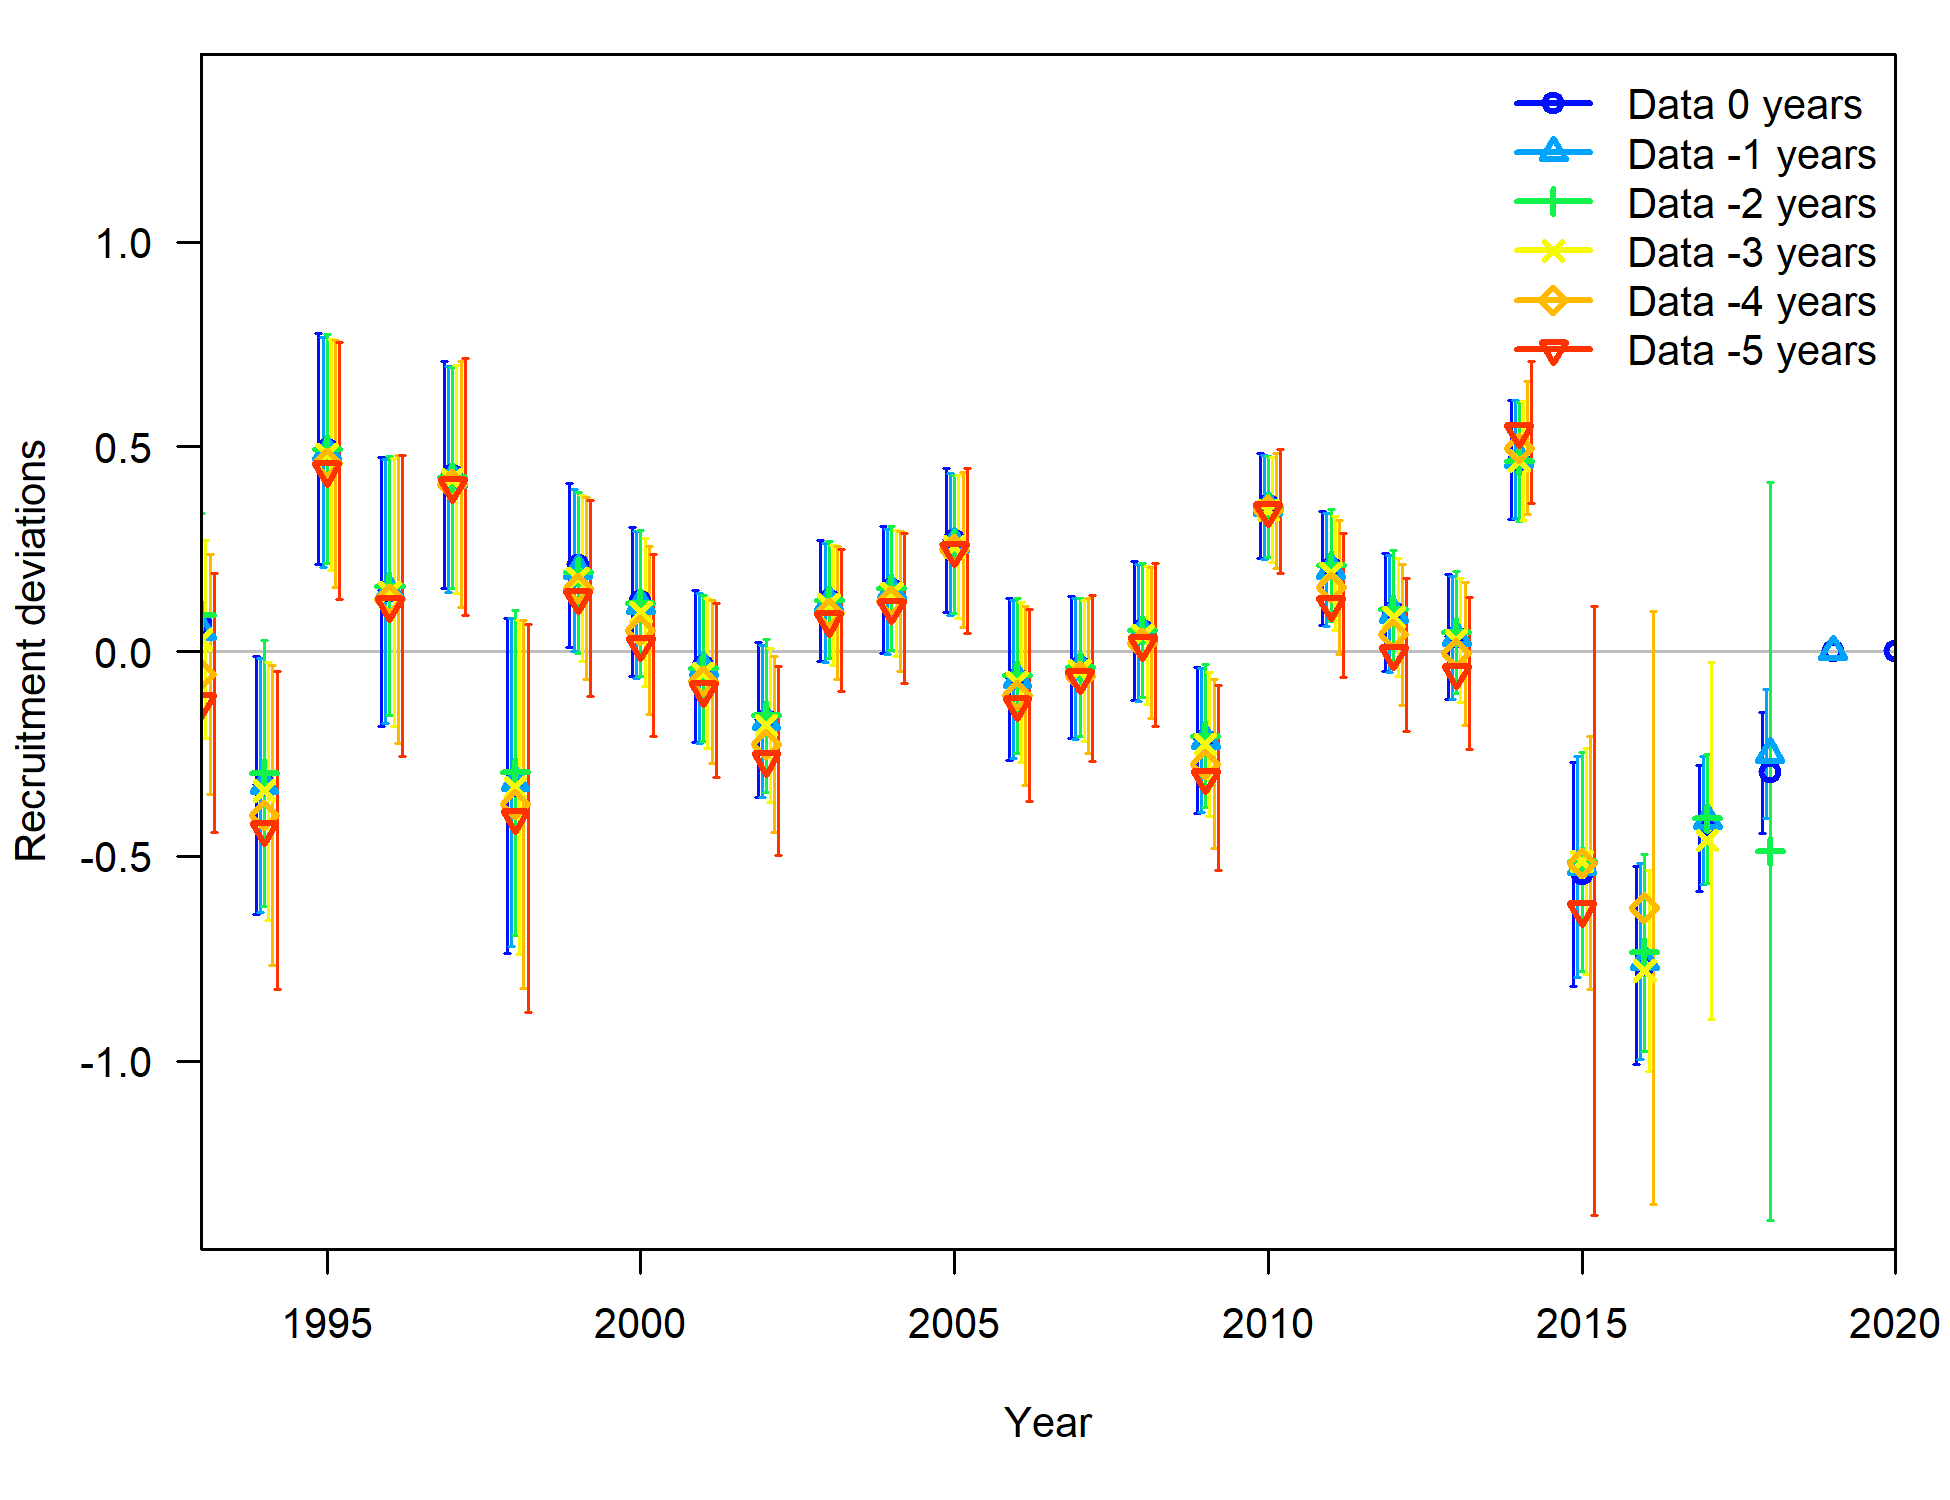 Data 0 years
Data -1 years
Data -2 years
Data -3 years
Data -4 years
Data -5 years
1.0
0.5
0.0
-0.5
-1.0
Recruitment deviations
1995 2000 2005 2010 2015 2020
Year